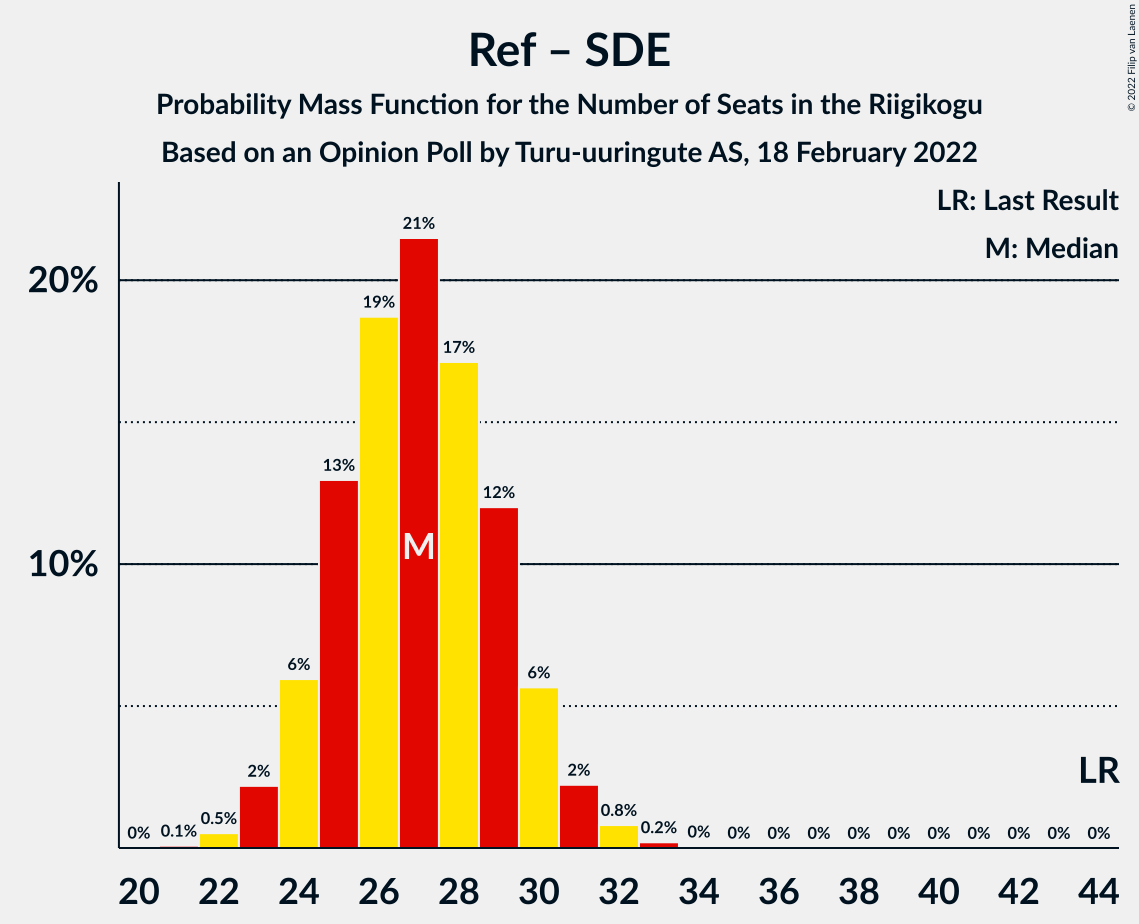 Ref – SDE
Probability Mass Function for the Number of Seats in the Riigikogu
Based on an Opinion Poll by Turu-uuringute AS, 18 February 2022
© 2022 Filip van Laenen
LR: Last Result
M: Median
20%
10%
0% 0.1% 0.5% 2% 6% 13% 19% 21% 17% 12% 6% 2% 0.8% 0.2% 0% 0% 0% 0% 0% 0% 0% 0% 0% 0% 0%
M
LR
20 22 24 26 28 30 32 34 36 38 40 42 44